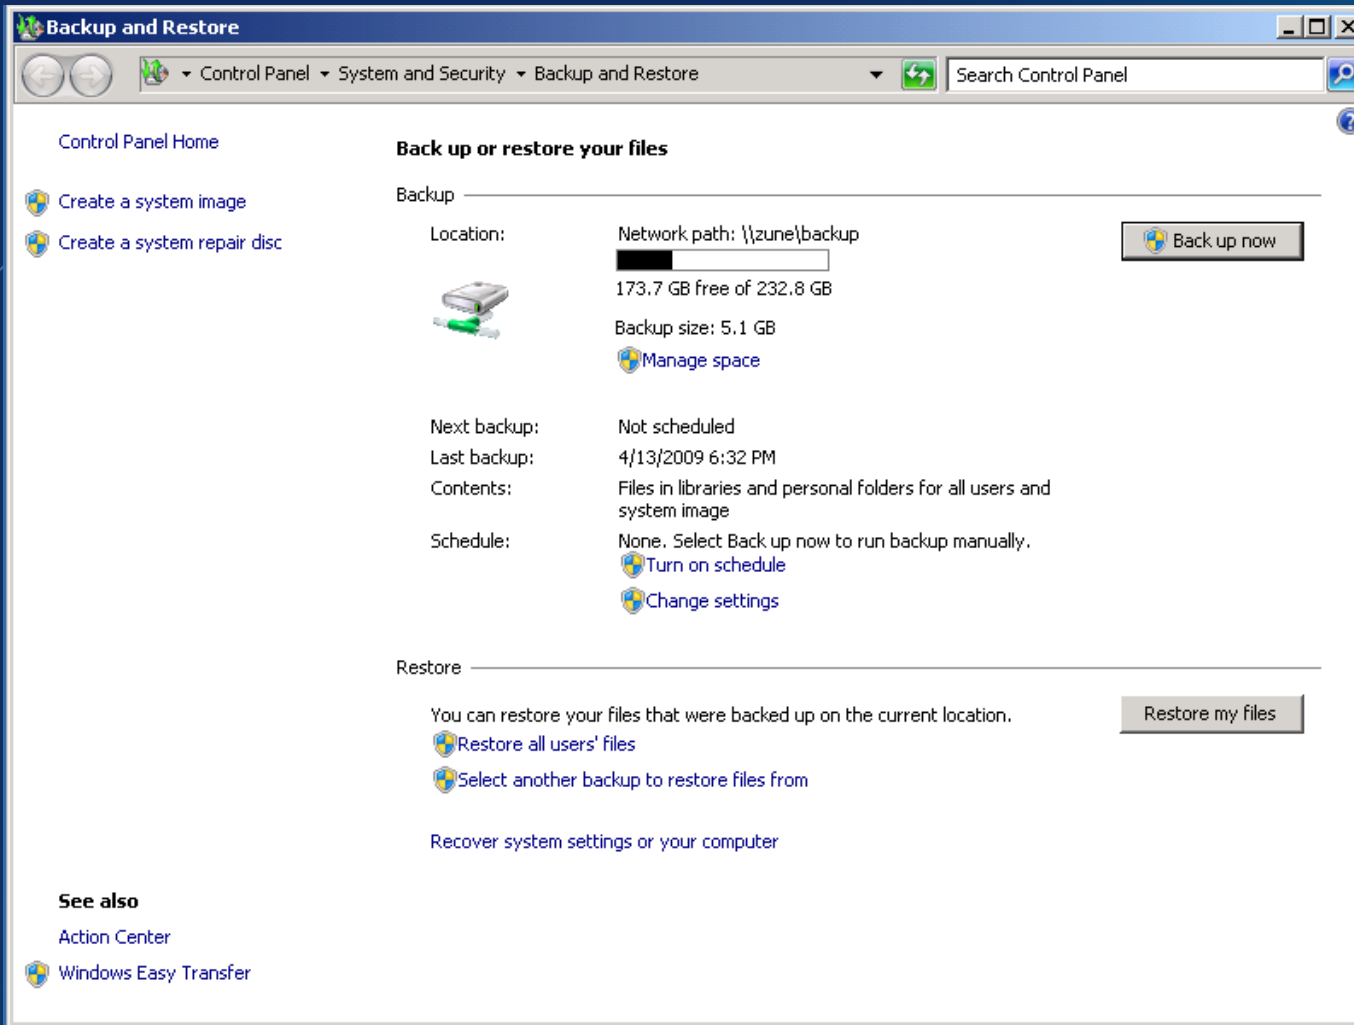 Backup and Restore
Control Panel System and Security Backup and Restore
Search Control Panel
Control Panel Home
Create a system image
Create a system repair disc
Back up or restore your files
Backup
Location:
Network path: \\zune\backup
Back up now
173.7 GB free of 232.8 GB
Backup size: 5.1 GB
Manage space
Next backup:
Not scheduled
Last backup:
4/13/2009 6:32 PM
Contents:
Files in libraries and personal folders for all users and
system image
Schedule:
None. Select Back up now to run backup manually.
Turn on schedule
Change settings
Restore
You can restore your files that were backed up on the current location.
Restore my files
Restore all users' files
Select another backup to restore files from
Recover system settings or your computer
See also
Action Center
Windows Easy Transfer